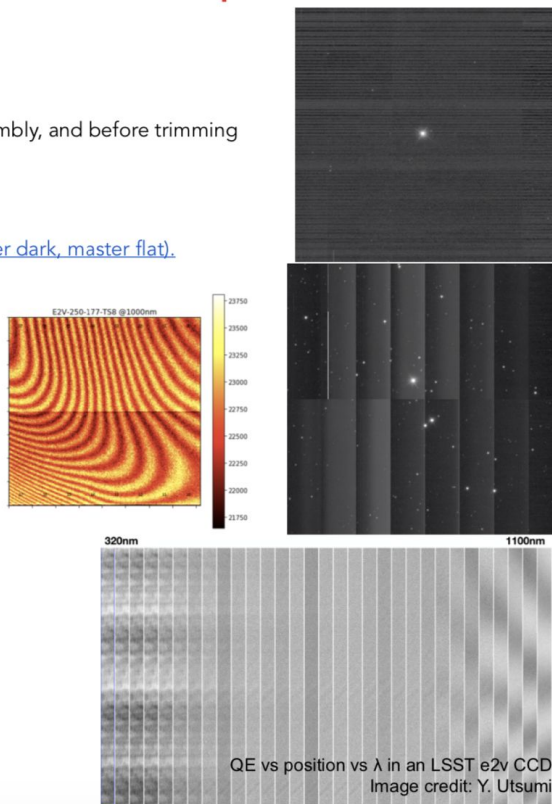 mbly, and before trimming
er dark, master flat).
E2V-250-177-TS8 @1000nm
23750
23500
23250
23000
22750
22500
22250
22000
21750
320nm 1100nm
QE vs position vs λ in an LSST e2v CCD
Image credit: Y. Utsumi